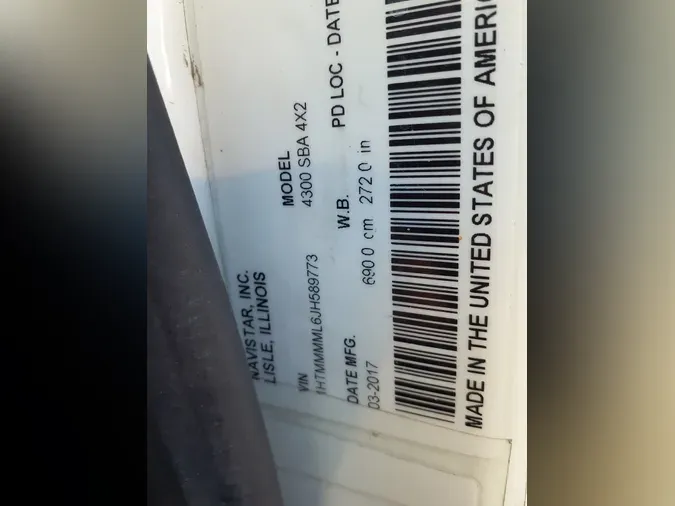 NAVISTAR, INC.
LISLE, ILLINOIS
VIN
1HTMMMML6JH589773
MODEL
4300 SBA 4X2
DATE MFG.
03-2017
W.B.
690 0 cm 272 0 in
PD LOC - DATE
MADE IN THE UNITED STATES OF AMERIC